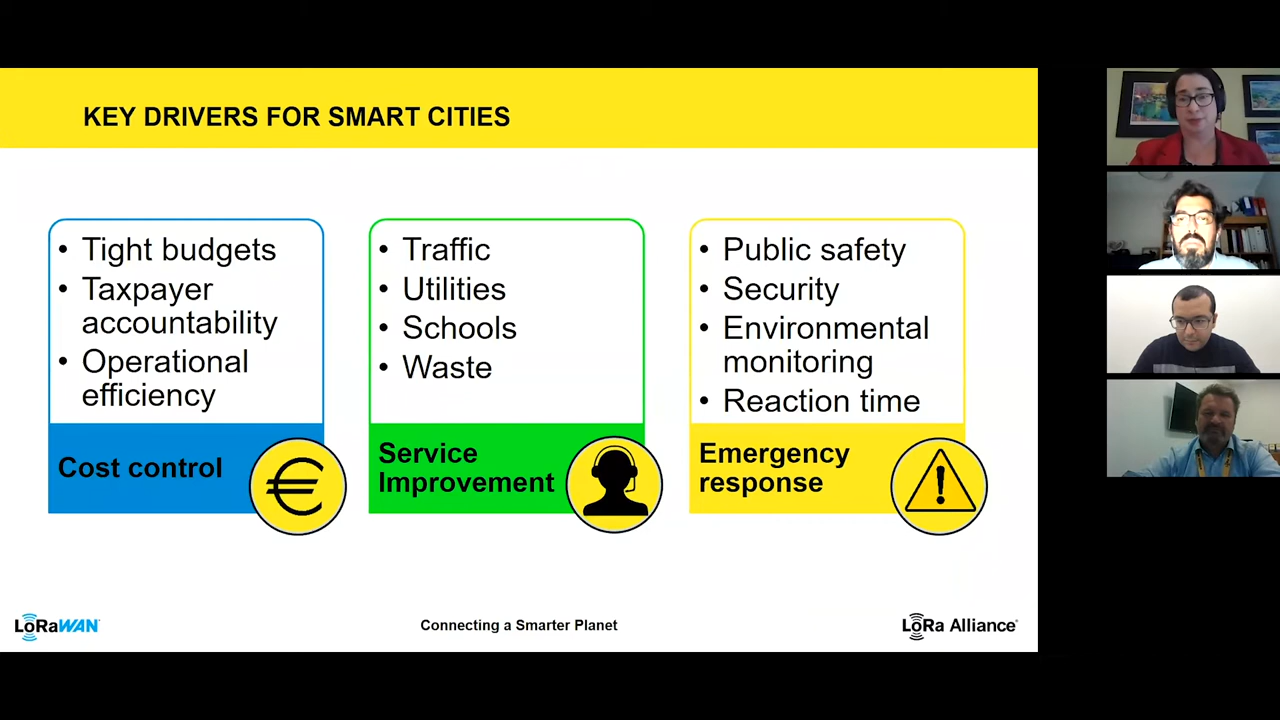 KEY DRIVERS FOR SMART CITIES
• Tight budgets
• Taxpayer
accountability
• Operational
efficiency
Cost control
€
• Traffic
• Utilities
• Schools
• Waste
Service
Improvement
• Public safety
• Security
• Environmental
monitoring
• Reaction time
Emergency
response
!
LoRaWAN
Connecting a Smarter Planet
LoRa Alliance®